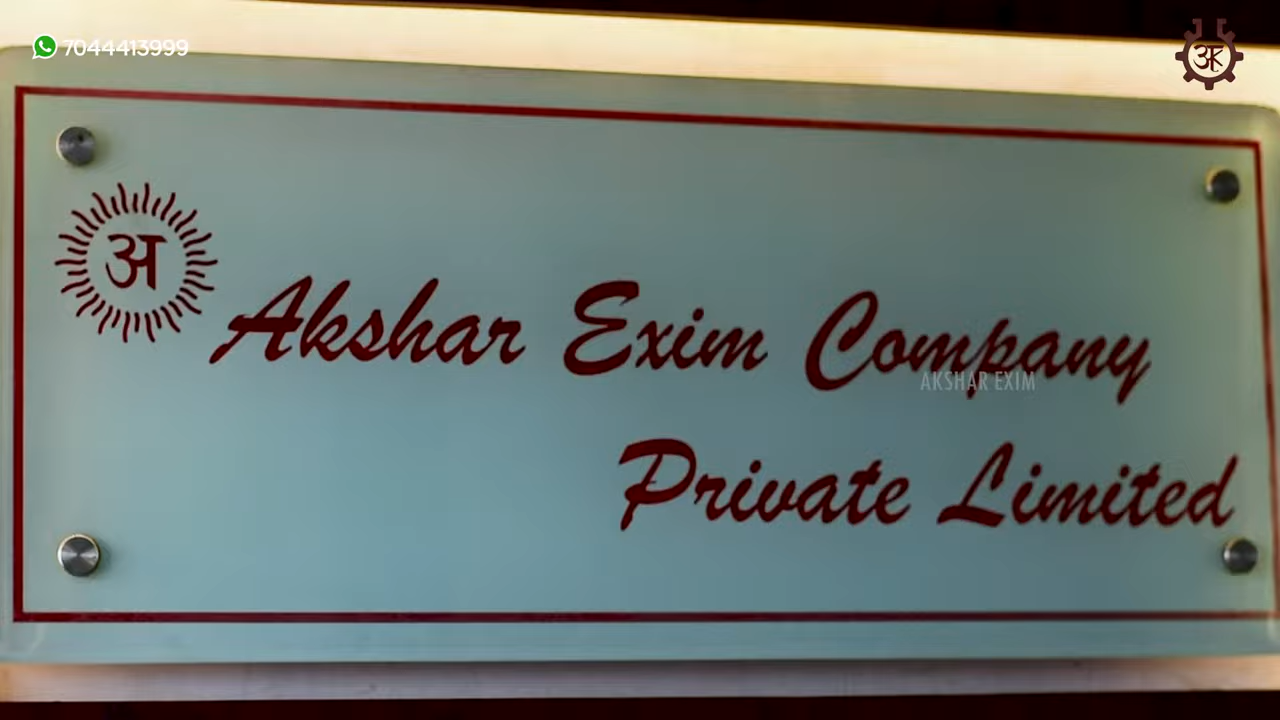 7044413999
अ
अ
Akshar Exim Company
AKSHAR EXIM
Private Limited